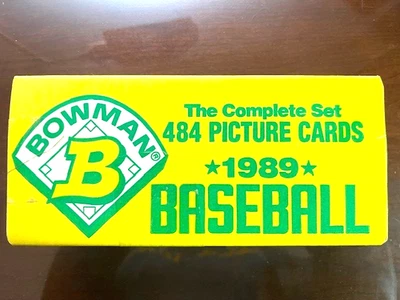 BOWMAN®
B
The Complete Set
484 PICTURE CARDS
★1989★
BASEBALL